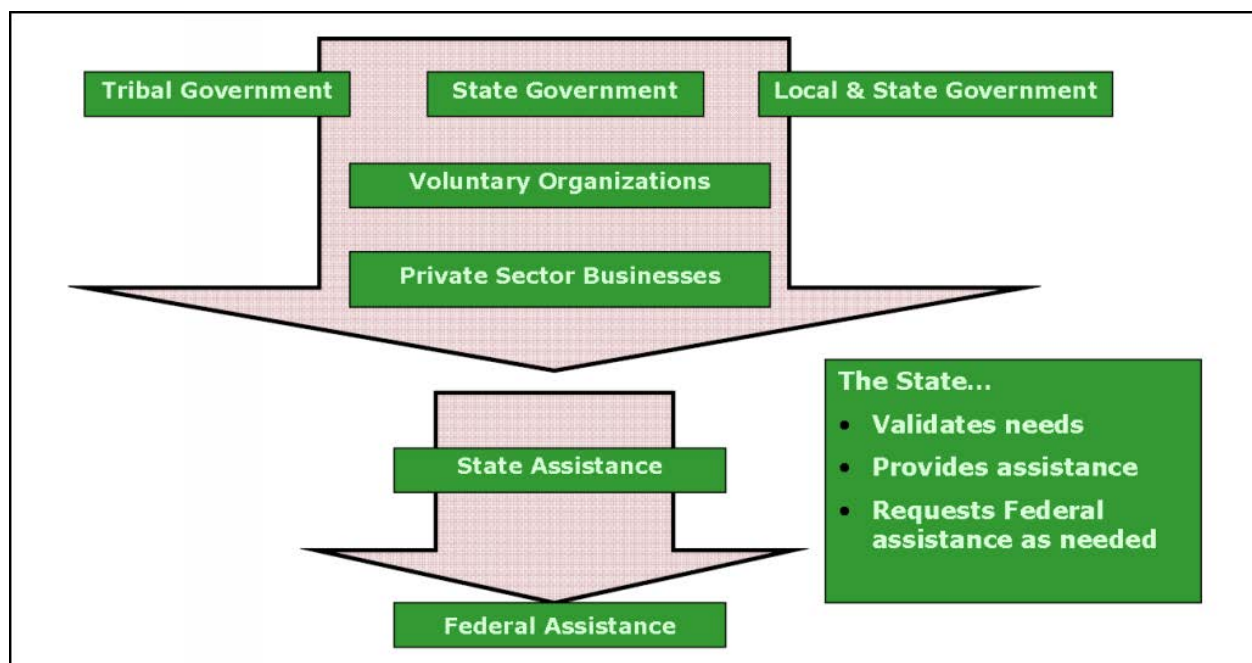 Tribal Government
State Government
Local & State Government
Voluntary Organizations
Private Sector Businesses
State Assistance
Federal Assistance
The State...
• Validates needs
• Provides assistance
• Requests Federal
assistance as needed